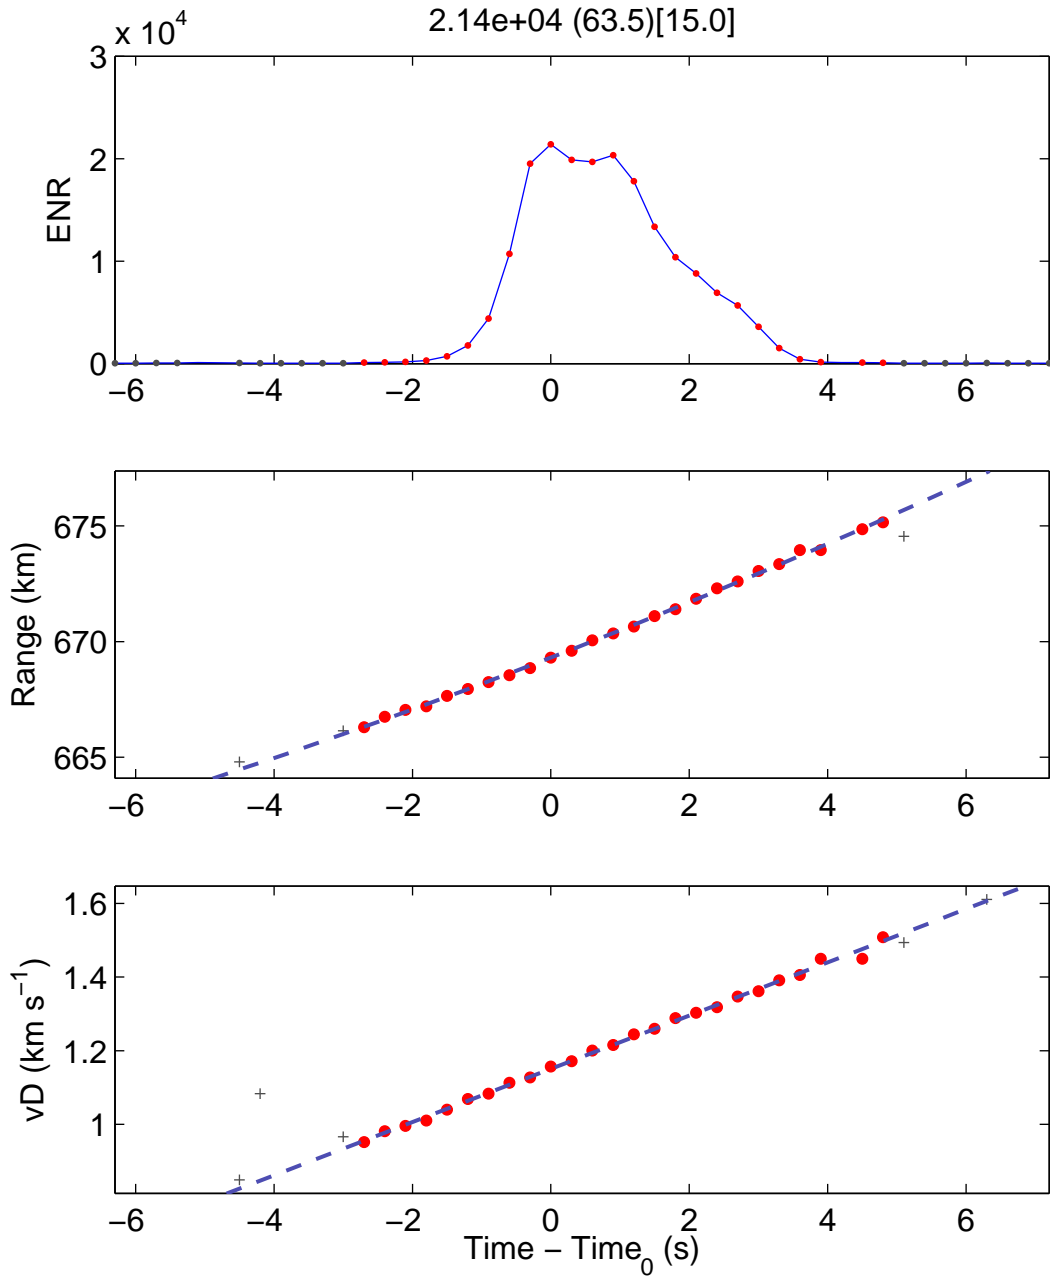 2.14e+04 (63.5)[15.0]
x 10^4
3
2
1
0
ENR
−6 −4 −2 0 2 4 6
675
670
665
Range (km)
−6 −4 −2 0 2 4 6
1.6
1.4
1.2
1
vD (km s^−1)
−6 −4 −2 0 2 4 6
Time − Time_0 (s)